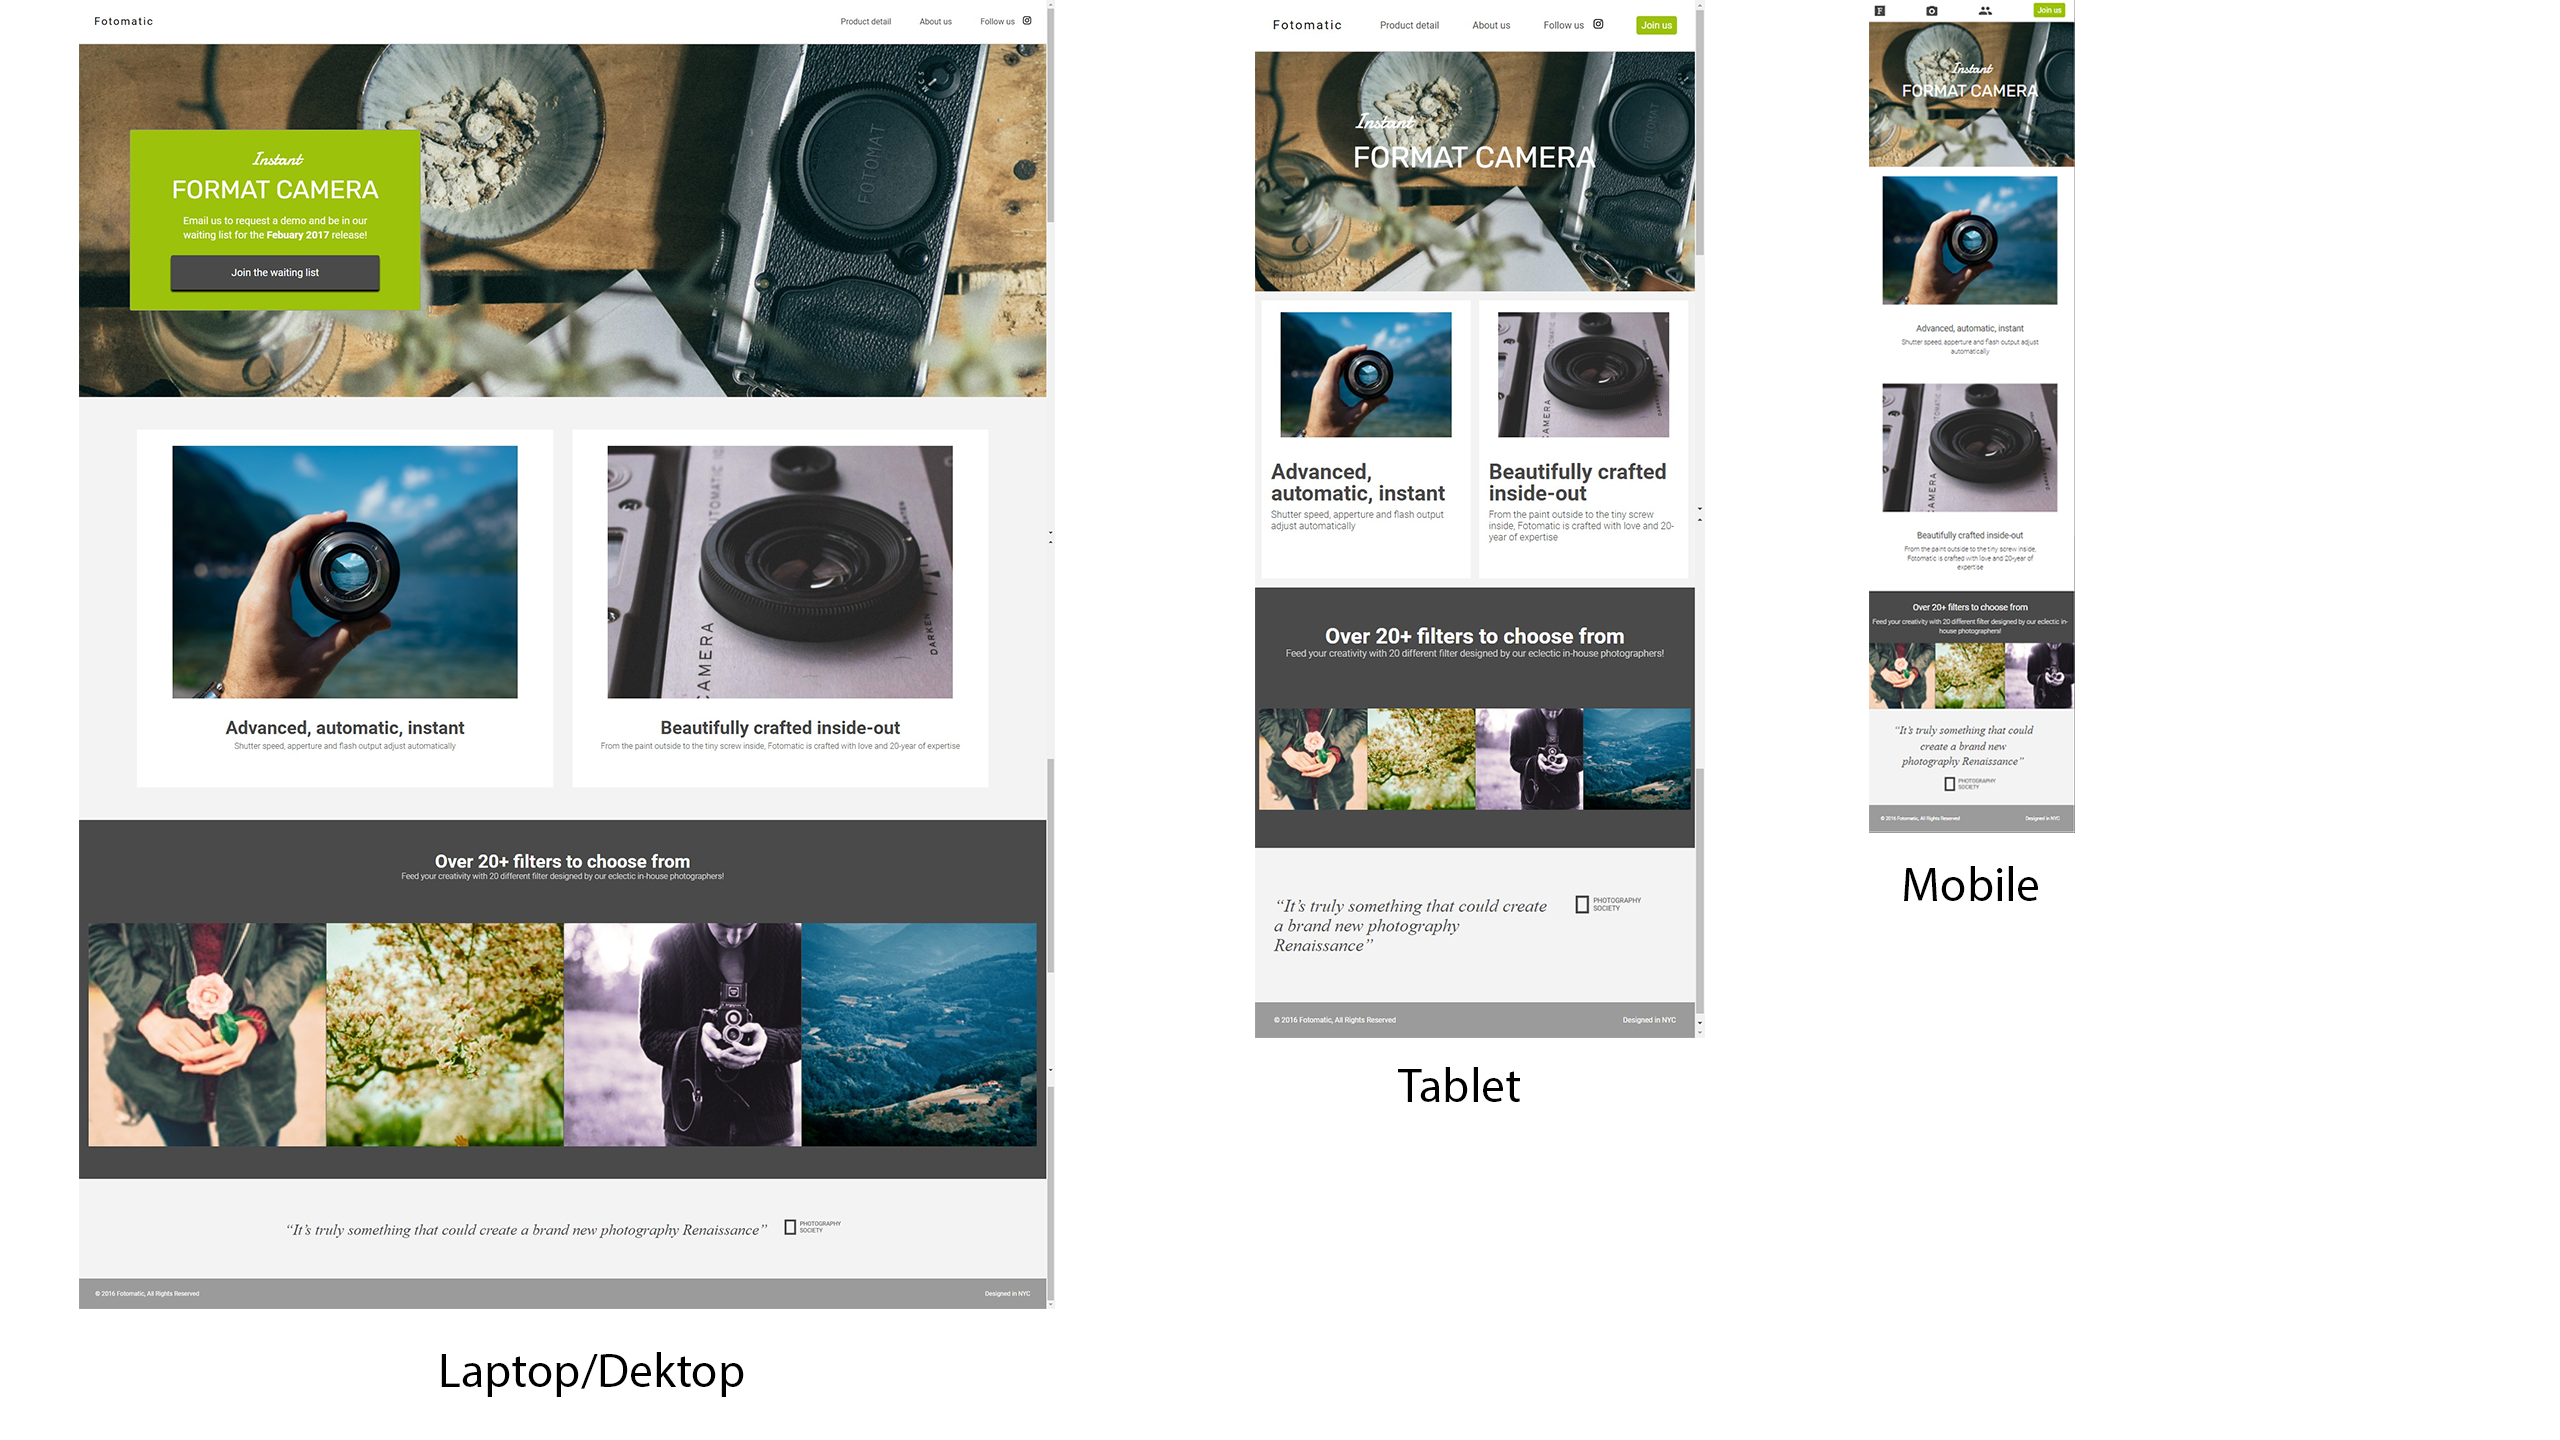 Fotomatic
Product detail
About us
Follow us
FOTOMAT
Instant
FORMAT CAMERA
Email us to request a demo and be in our
waiting list for the Febuary 2017 release!
Join the waiting list
CAMERA
DARKEN
Advanced, automatic, instant
Shutter speed, apperture and flash output adjust automatically
Beautifully crafted inside-out
From the paint outside to the tiny screw inside, Fotomatic is crafted with love and 20-year of expertise
Over 20+ filters to choose from
Feed your creativity with 20 different filter designed by our eclectic in-house photographers!
“It’s truly something that could create a brand new photography Renaissance”
PHOTOGRAPHY
SOCIETY
© 2016 Fotomatic, All Rights Reserved
Designed in NYC
Laptop/Dektop
Fotomatic
Product detail
About us
Follow us
Join us
Instant
FORMAT CAMERA
CAMERA
Advanced,
automatic, instant
Shutter speed, apperture and flash output
adjust automatically
Beautifully crafted
inside-out
From the paint outside to the tiny screw
inside, Fotomatic is crafted with love and 20-
year of expertise
Over 20+ filters to choose from
Feed your creativity with 20 different filter designed by our eclectic in-house photographers!
“It’s truly something that could create
a brand new photography
Renaissance”
PHOTOGRAPHY
SOCIETY
© 2016 Fotomatic, All Rights Reserved
Designed in NYC
Tablet
F
Join us
Instant
FORMAT CAMERA
Advanced, automatic, instant
Shutter speed, apperture and flash output adjust
automatically
CAMERA
Beautifully crafted inside-out
From the paint outside to the tiny screw inside,
Fotomatic is crafted with love and 20-year of
expertise
Over 20+ filters to choose from
Feed your creativity with 20 different filter designed by our eclectic in-
house photographers!
“It’s truly something that could
create a brand new
photography Renaissance”
PHOTOGRAPHY
SOCIETY
© 2016 Fotomatic, All Rights Reserved
Designed in NYC
Mobile